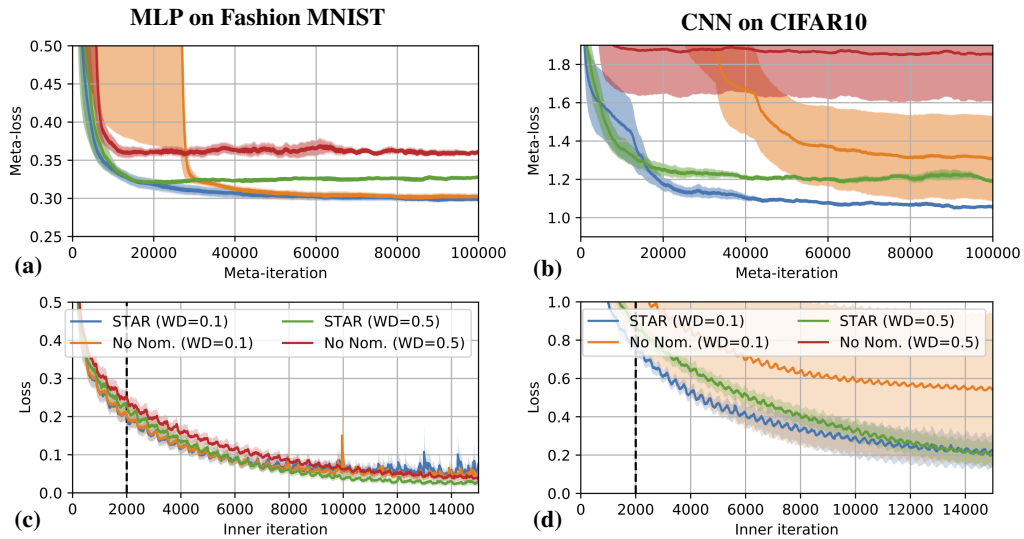 MLP on Fashion MNIST
0.50
0.45
0.40
0.35
0.30
0.25
Meta-loss
0
20000
40000
60000
80000
100000
Meta-iteration
(a)
CNN on CIFAR10
1.8
1.6
1.4
1.2
1.0
Meta-loss
0
20000
40000
60000
80000
100000
Meta-iteration
(b)
0.5
0.4
0.3
0.2
0.1
0.0
Loss
STAR (WD=0.1)
No Nom. (WD=0.1)
STAR (WD=0.5)
No Nom. (WD=0.5)
0
2000
4000
6000
8000
10000
12000
14000
Inner iteration
(c)
1.0
0.8
0.6
0.4
0.2
0.0
Loss
STAR (WD=0.1)
No Nom. (WD=0.1)
STAR (WD=0.5)
No Nom. (WD=0.5)
0
2000
4000
6000
8000
10000
12000
14000
Inner iteration
(d)